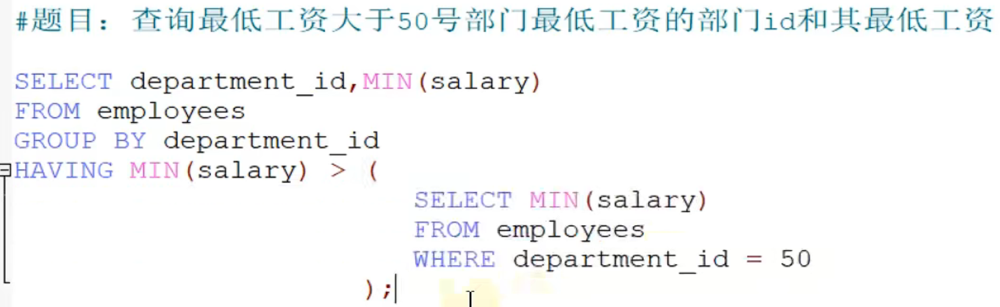 #题目：查询最低工资大于50号部门最低工资的部门id和其最低工资
SELECT department_id,MIN(salary)
FROM employees
GROUP BY department_id
HAVING MIN(salary) > (
SELECT MIN(salary)
FROM employees
WHERE department_id = 50
);